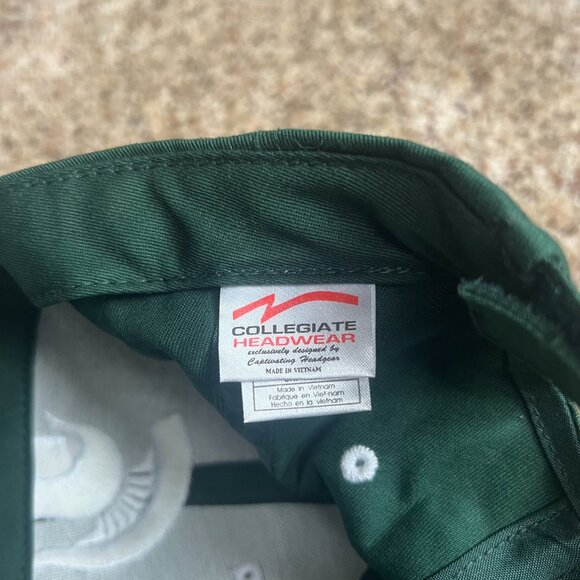 COLLEGIATE
HEADWEAR
exclusively designed by
Captivating Headgear
MADE IN VIETNAM
Made in Vietnam
Fabriqué en Viet-nam
Hecho en la vietnam